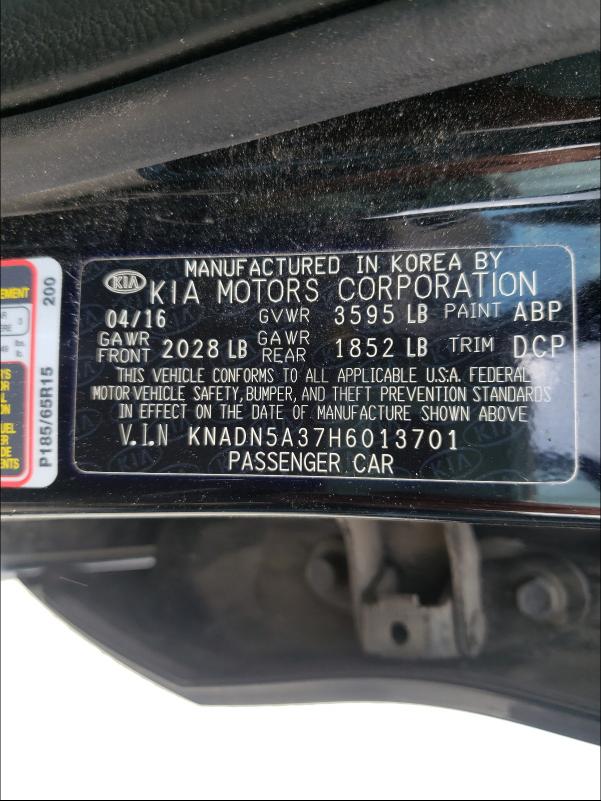 MANUFACTURED IN KOREA BY
KIA KIA MOTORS CORPORATION
04/16 GVWR 3595 LB PAINT ABP
GAWR FRONT 2028 LB GAWR REAR 1852 LB TRIM DCP
THIS VEHICLE CONFORMS TO ALL APPLICABLE U.S.A. FEDERAL
MOTOR VEHICLE SAFETY, BUMPER, AND THEFT PREVENTION STANDARDS
IN EFFECT ON THE DATE OF MANUFACTURE SHOWN ABOVE
V.I.N KNADN5A37H6013701
PASSENGER CAR
P185/65R15 200